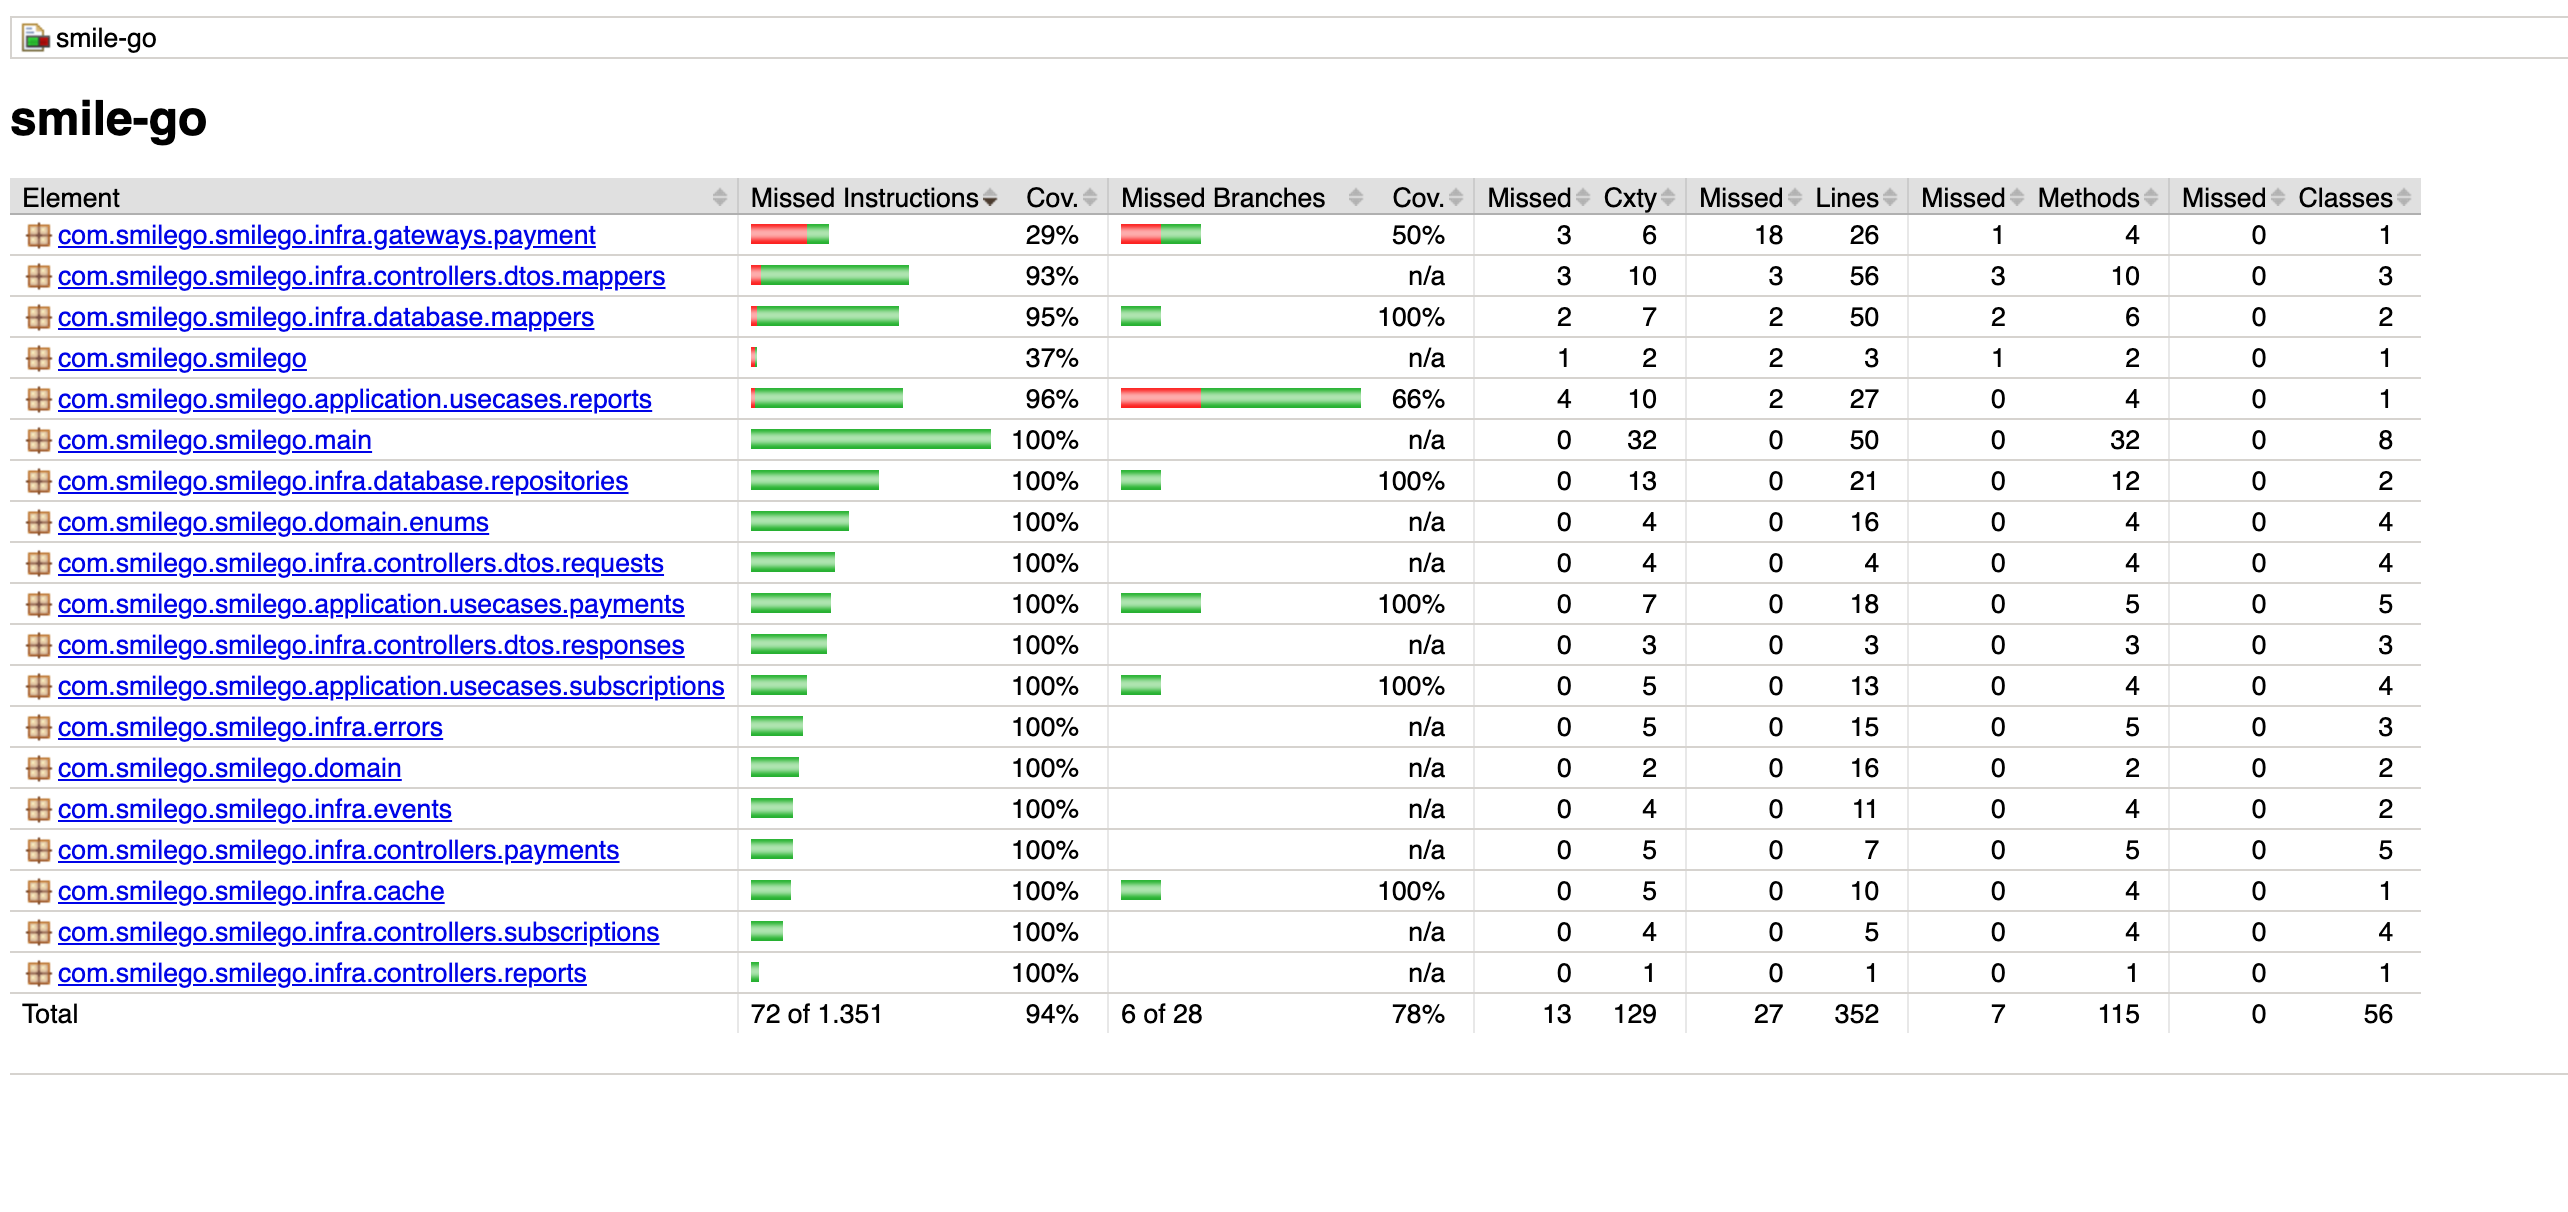 smile-go
smile-go
Element Missed Instructions Cov. Missed Branches Cov. Missed Cxty Missed Lines Missed Methods Missed Classes
com.smilego.smilego.infra.gateways.payment 29% 50% 3 6 18 26 1 4 0 1
com.smilego.smilego.infra.controllers.dtos.mappers 93% n/a 3 10 3 56 3 10 0 3
com.smilego.smilego.infra.database.mappers 95% 100% 2 7 2 50 2 6 0 2
com.smilego.smilego 37% n/a 1 2 2 3 1 2 0 1
com.smilego.smilego.application.usecases.reports 96% 66% 4 10 2 27 0 4 0 1
com.smilego.smilego.main 100% n/a 0 32 0 50 0 32 0 8
com.smilego.smilego.infra.database.repositories 100% 100% 0 13 0 21 0 12 0 2
com.smilego.smilego.domain.enums 100% n/a 0 4 0 16 0 4 0 4
com.smilego.smilego.infra.controllers.dtos.requests 100% n/a 0 4 0 4 0 4 0 4
com.smilego.smilego.application.usecases.payments 100% 100% 0 7 0 18 0 5 0 5
com.smilego.smilego.infra.controllers.dtos.responses 100% n/a 0 3 0 3 0 3 0 3
com.smilego.smilego.application.usecases.subscriptions 100% 100% 0 5 0 13 0 4 0 4
com.smilego.smilego.infra.errors 100% n/a 0 5 0 15 0 5 0 3
com.smilego.smilego.domain 100% n/a 0 2 0 16 0 2 0 2
com.smilego.smilego.infra.events 100% n/a 0 4 0 11 0 4 0 2
com.smilego.smilego.infra.controllers.payments 100% n/a 0 5 0 7 0 5 0 5
com.smilego.smilego.infra.cache 100% 100% 0 5 0 10 0 4 0 1
com.smilego.smilego.infra.controllers.subscriptions 100% n/a 0 4 0 5 0 4 0 4
com.smilego.smilego.infra.controllers.reports 100% n/a 0 1 0 1 0 1 0 1
Total 72 of 1.351 94% 6 of 28 78% 13 129 27 352 7 115 0 56